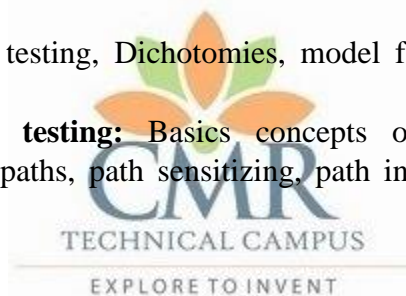 testing, Dichotomies, model f
testing: Basics concepts o
paths, path sensitizing, path in
CMR
TECHNICAL CAMPUS
EXPLORE TO INVENT